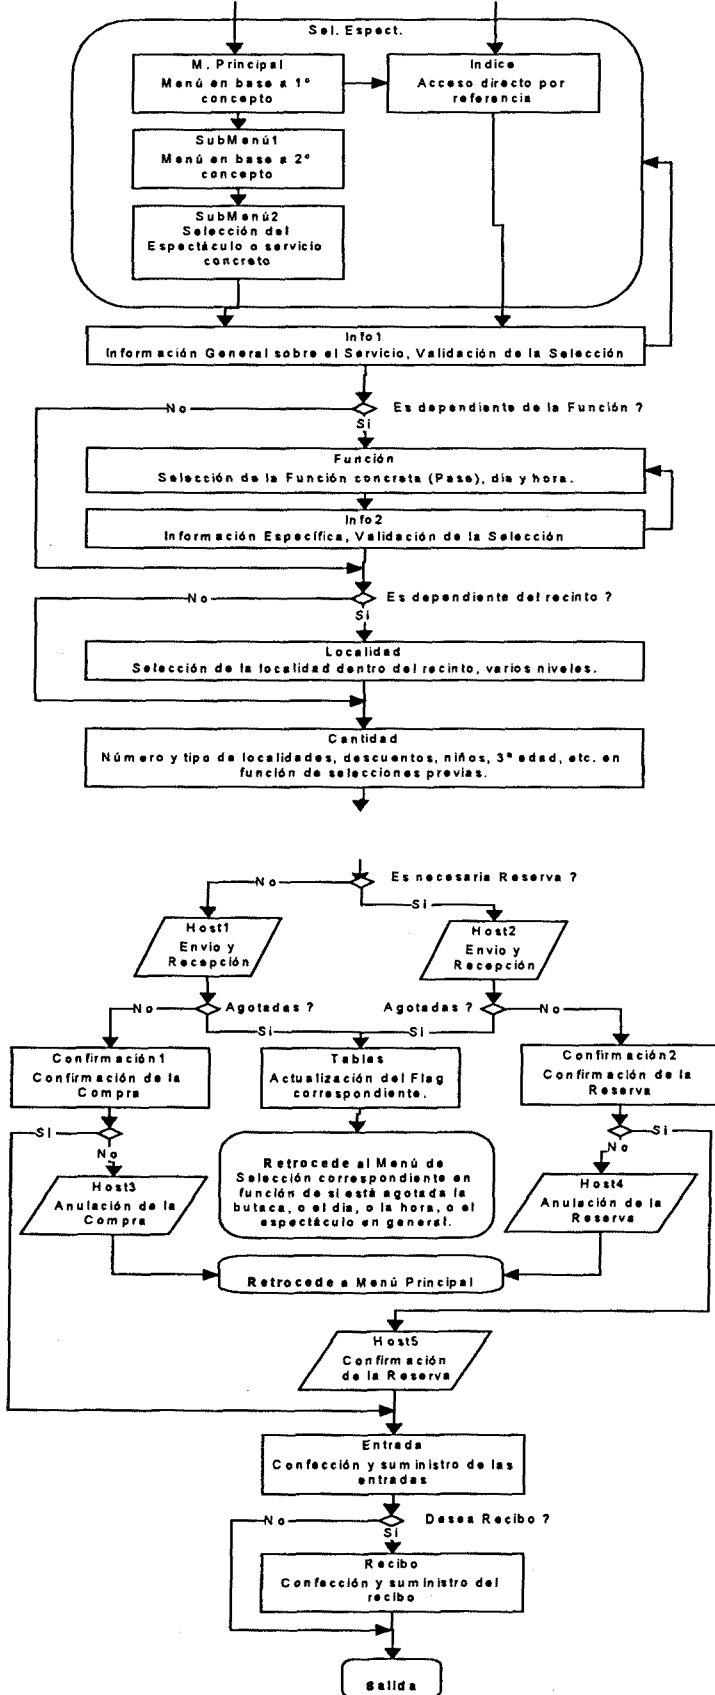 Sel. Espect.
M. Principal
Menú en base a 1º
concepto
Indice
Acceso directo por
referencia
SubMenú1
Menú en base a 2º
concepto
SubMenú2
Selección del
Espectáculo o servicio
concreto
Info1
Información General sobre el Servicio, Validación de la Selección
No
Es dependiente de la Función ?
Si
Función
Selección de la Función concreta (Pase), día y hora.
Info2
Información Específica, Validación de la Selección
No
Es dependiente del recinto ?
Si
Localidad
Selección de la localidad dentro del recinto, varios niveles.
Cantidad
Número y tipo de localidades, descuentos, niños, 3ª edad, etc. en
función de selecciones previas.
No
Es necesaria Reserva ?
Si
Host1
Envio y
Recepción
Host2
Envio y
Recepción
No
Agotadas ?
Agotadas ?
No
Si
Si
Confirmación1
Confirmación de la
Compra
Tablas
Actualización del Flag
correspondiente.
Confirmación2
Confirmación de la
Reserva
Si
No
Si
No
Host3
Anulación de la
Compra
Retrocede al Menú de
Selección correspondiente en
función de si está agotada la
butaca, o el dia, o la hora, o el
espectáculo en general.
Host4
Anulación de la
Reserva
Retrocede a Menú Principal
Host5
Confirmación
de la Reserva
Entrada
Confección y suministro de las
entradas
No
Desea Recibo ?
Si
Recibo
Confección y suministro del
recibo
Salida